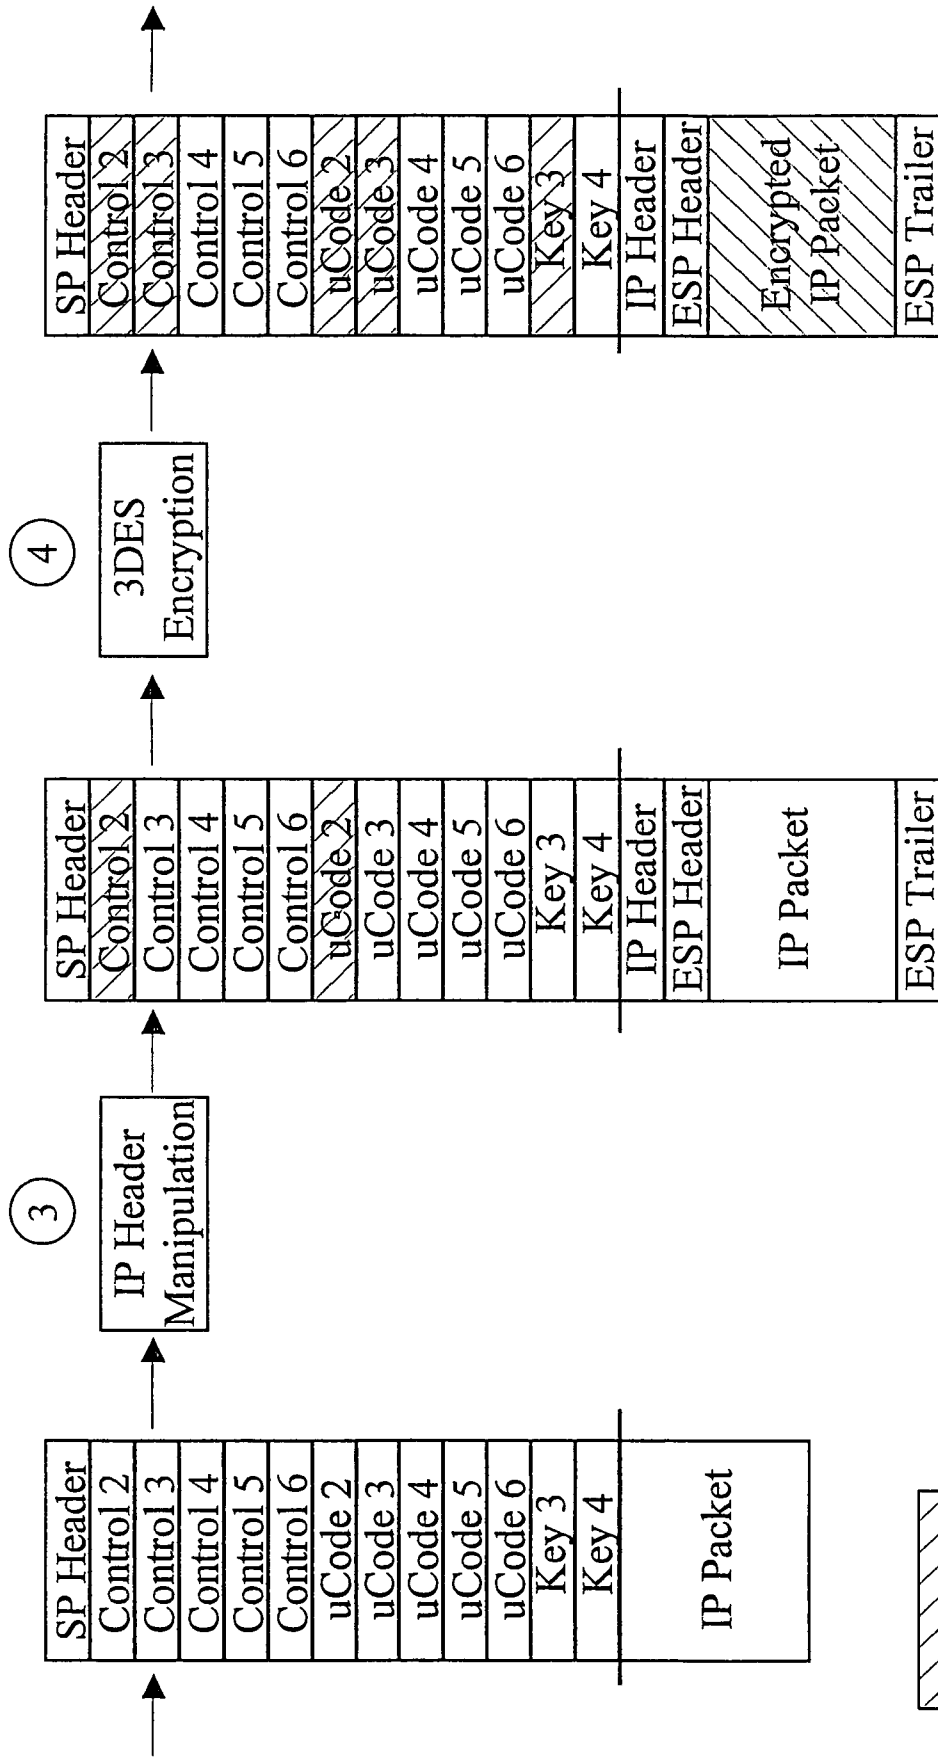 SP Header
Control 2
Control 3
Control 4
Control 5
Control 6
uCode 2
uCode 3
uCode 4
uCode 5
uCode 6
Key 3
Key 4
IP Packet
3
IP Header
Manipulation
SP Header
Control 2
Control 3
Control 4
Control 5
Control 6
uCode 2
uCode 3
uCode 4
uCode 5
uCode 6
Key 3
Key 4
IP Header
ESP Header
IP Packet
ESP Trailer
4
3DES
Encryption
SP Header
Control 2
Control 3
Control 4
Control 5
Control 6
uCode 2
uCode 3
uCode 4
uCode 5
uCode 6
Key 3
Key 4
IP Header
ESP Header
Encrypted
IP Packet
ESP Trailer